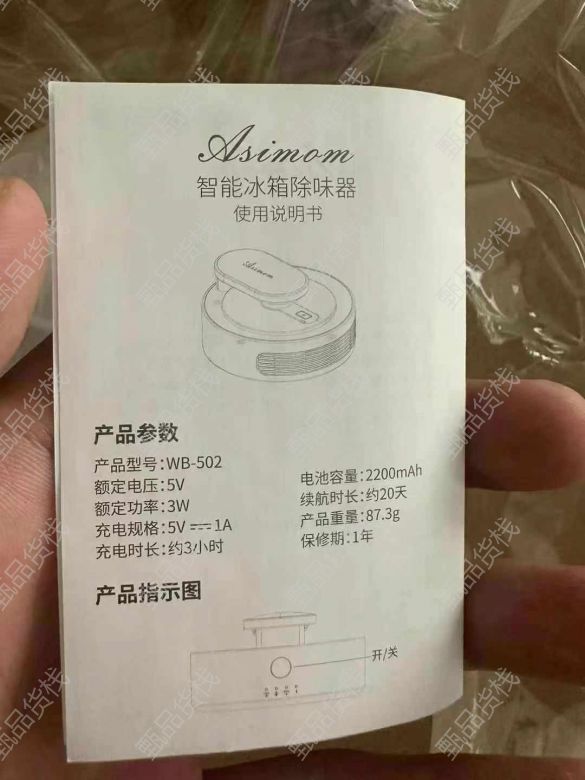 Asimom
智能冰箱除味器
使用说明书
Asimom
产品参数
产品型号:WB-502
额定电压:5V
额定功率:3W
充电规格:5V⎓1A
充电时长:约3小时
电池容量:2200mAh
续航时长:约20天
产品重量:87.3g
保修期:1年
产品指示图
开/关
甄品货栈